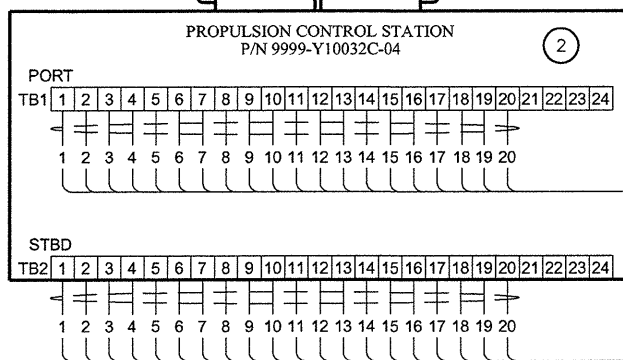 PROPULSION CONTROL STATION
P/N 9999-Y10032C-04
2
PORT
TB1 1 2 3 4 5 6 7 8 9 10 11 12 13 14 15 16 17 18 19 20 21 22 23 24
1 2 3 4 5 6 7 8 9 10 11 12 13 14 15 16 17 18 19 20
STBD
TB2 1 2 3 4 5 6 7 8 9 10 11 12 13 14 15 16 17 18 19 20 21 22 23 24
1 2 3 4 5 6 7 8 9 10 11 12 13 14 15 16 17 18 19 20